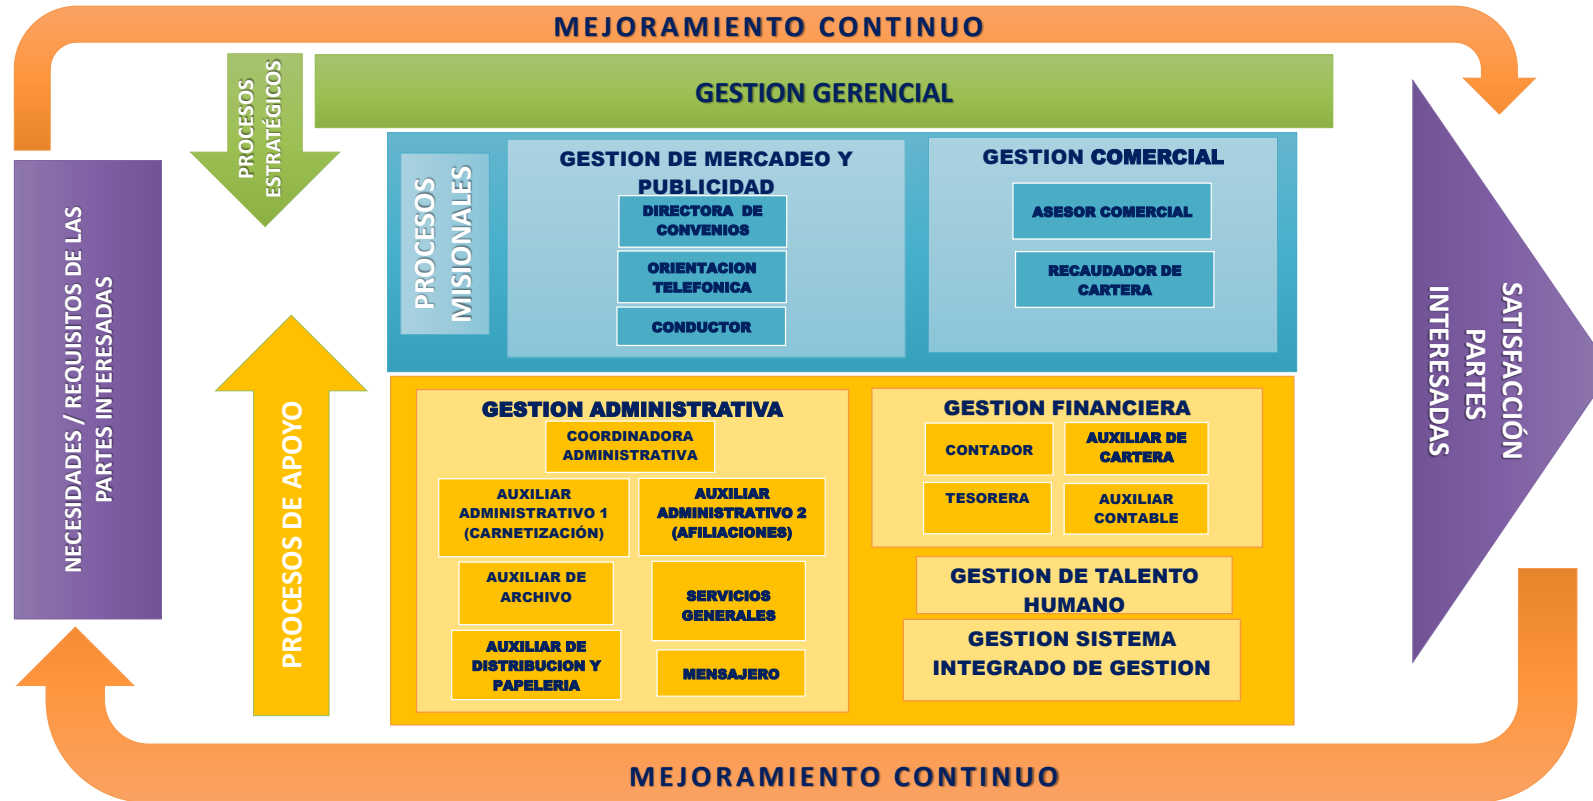 MEJORAMIENTO CONTINUO
PROCESOS
ESTRATÉGICOS
GESTION GERENCIAL
NECESIDADES / REQUISITOS DE LAS
PARTES INTERESADAS
PROCESOS
MISIONALES
GESTION DE MERCADEO Y
PUBLICIDAD
DIRECTORA DE
CONVENIOS
ORIENTACION
TELEFONICA
CONDUCTOR
GESTION COMERCIAL
ASESOR COMERCIAL
RECAUDADOR DE
CARTERA
PROCESOS DE APOYO
GESTION ADMINISTRATIVA
COORDINADORA
ADMINISTRATIVA
AUXILIAR
ADMINISTRATIVO 1
(CARNETIZACIÓN)
AUXILIAR
ADMINISTRATIVO 2
(AFILIACIONES)
AUXILIAR DE
ARCHIVO
SERVICIOS
GENERALES
AUXILIAR DE
DISTRIBUCION Y
PAPELERIA
MENSAJERO
GESTION FINANCIERA
CONTADOR
AUXILIAR DE
CARTERA
TESORERA
AUXILIAR
CONTABLE
GESTION DE TALENTO
HUMANO
GESTION SISTEMA
INTEGRADO DE GESTION
SATISFACCIÓN
PARTES
INTERESADAS
MEJORAMIENTO CONTINUO